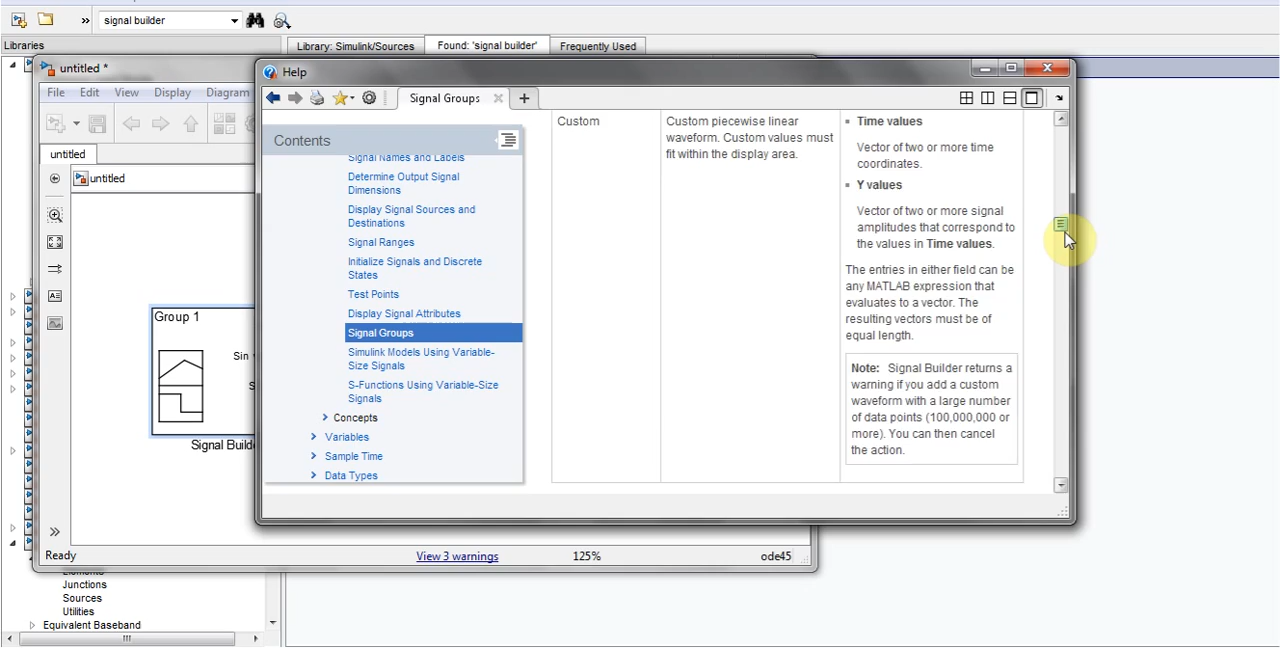 » signal builder
Libraries
Library: Simulink/Sources Found: 'signal builder' Frequently Used
untitled *
File Edit View Display Diagram
untitled
untitled
Group 1
Sin
S
Signal Build
Ready View 3 warnings 125% ode45
»
Help
Signal Groups
Contents
Signal Names and Labels
Determine Output Signal
Dimensions
Display Signal Sources and
Destinations
Signal Ranges
Initialize Signals and Discrete
States
Test Points
Display Signal Attributes
Signal Groups
Simulink Models Using Variable-
Size Signals
S-Functions Using Variable-Size
Signals
Concepts
Variables
Sample Time
Data Types
Custom
Custom piecewise linear
waveform. Custom values must
fit within the display area.
Time values
Vector of two or more time
coordinates.
Y values
Vector of two or more signal
amplitudes that correspond to
the values in Time values.
The entries in either field can be
any MATLAB expression that
evaluates to a vector. The
resulting vectors must be of
equal length.
Note: Signal Builder returns a
warning if you add a custom
waveform with a large number
of data points (100,000,000 or
more). You can then cancel
the action.
Junctions
Sources
Utilities
Equivalent Baseband